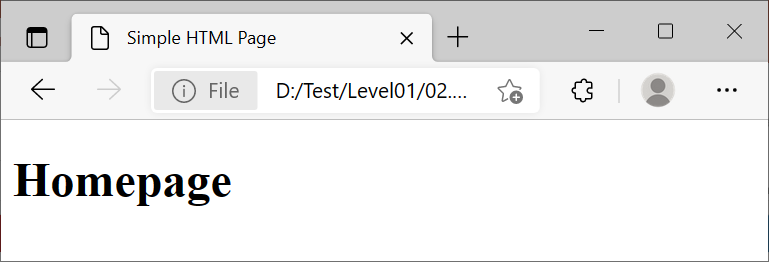 Simple HTML Page
File D:/Test/Level01/02....
Homepage